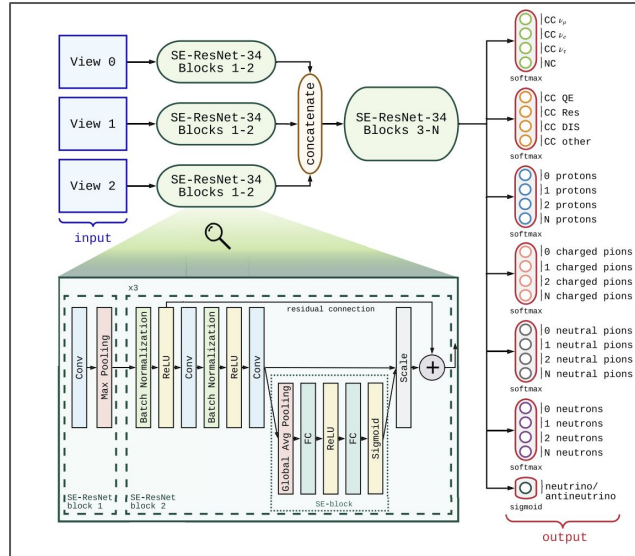 View 0
SE-ResNet-34
Blocks 1-2
View 1
SE-ResNet-34
Blocks 1-2
View 2
SE-ResNet-34
Blocks 1-2
input
concatenate
SE-ResNet-34
Blocks 3-N
CC νμ
CC νe
CC ντ
NC
softmax
CC QE
CC Res
CC DIS
CC other
softmax
0 protons
1 protons
2 protons
N protons
softmax
0 charged pions
1 charged pions
2 charged pions
N charged pions
softmax
0 neutral pions
1 neutral pions
2 neutral pions
N neutral pions
softmax
0 neutrons
1 neutrons
2 neutrons
N neutrons
softmax
neutrino/
antineutrino
sigmoid
output
x3
residual connection
Conv
Max Pooling
Batch Normalization
ReLU
Conv
Batch Normalization
ReLU
Conv
Scale
+
Global Avg Pooling
FC
ReLU
FC
Sigmoid
SE-block
SE-ResNet
block 1
SE-ResNet
block 2